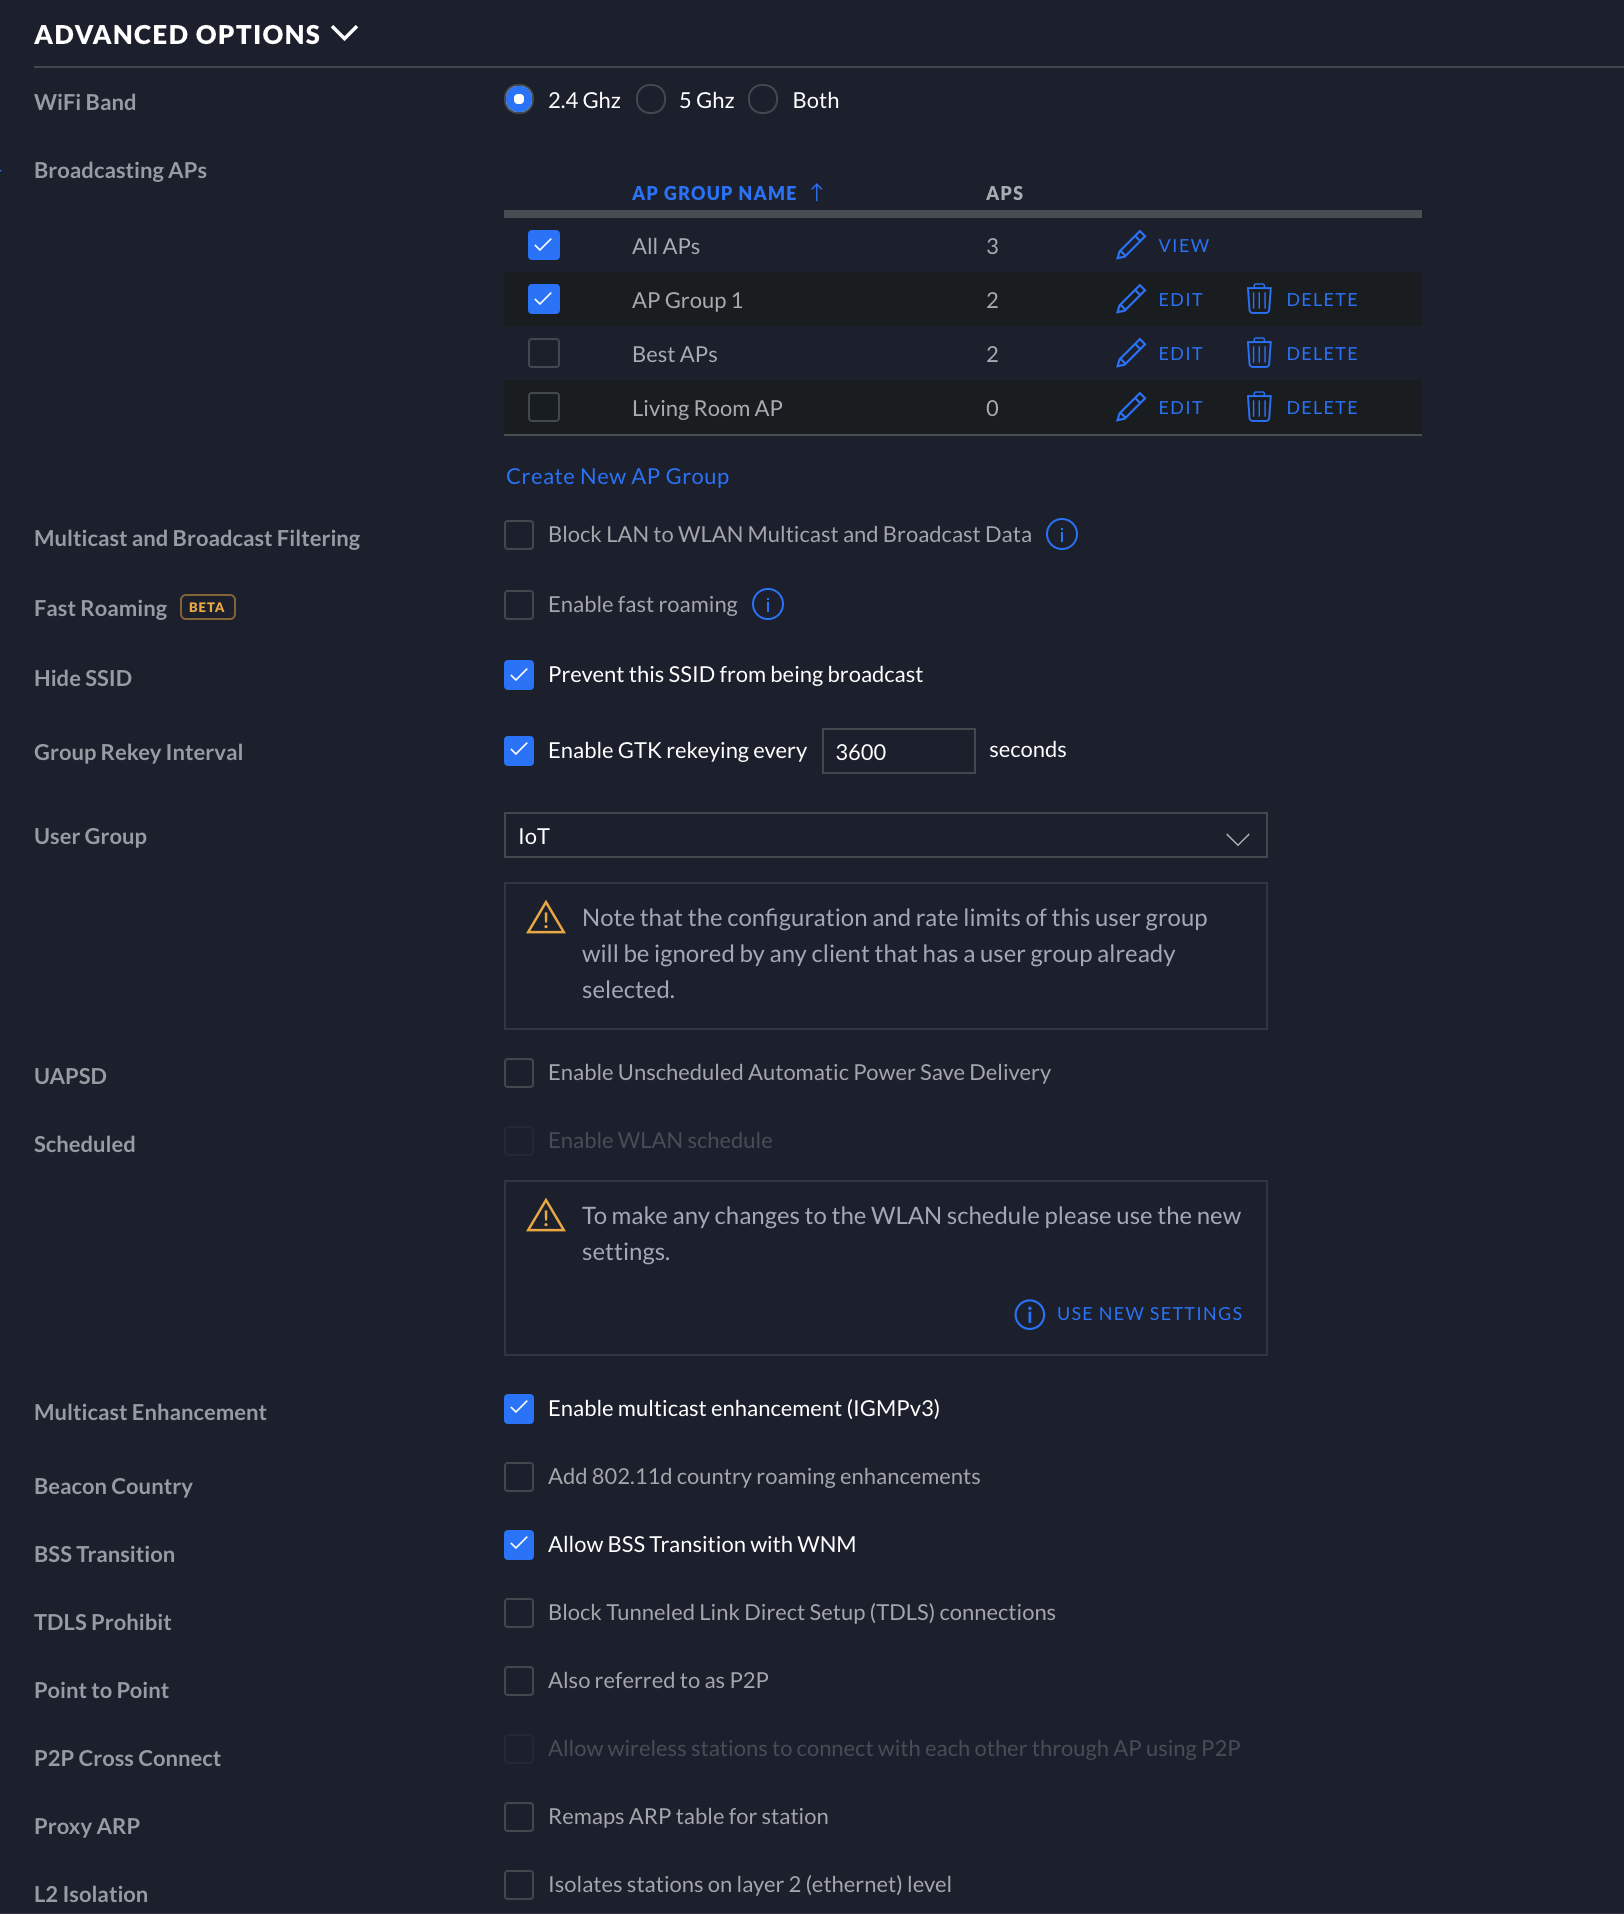 ADVANCED OPTIONS
WiFi Band
2.4 Ghz 5 Ghz Both
Broadcasting APs
AP GROUP NAME ↑ APS
All APs 3 VIEW
AP Group 1 2 EDIT DELETE
Best APs 2 EDIT DELETE
Living Room AP 0 EDIT DELETE
Create New AP Group
Multicast and Broadcast Filtering Block LAN to WLAN Multicast and Broadcast Data i
Fast Roaming BETA Enable fast roaming i
Hide SSID Prevent this SSID from being broadcast
Group Rekey Interval Enable GTK rekeying every 3600 seconds
User Group IoT
Note that the configuration and rate limits of this user group
will be ignored by any client that has a user group already
selected.
UAPSD Enable Unscheduled Automatic Power Save Delivery
Scheduled Enable WLAN schedule
To make any changes to the WLAN schedule please use the new
settings.
i USE NEW SETTINGS
Multicast Enhancement Enable multicast enhancement (IGMPv3)
Beacon Country Add 802.11d country roaming enhancements
BSS Transition Allow BSS Transition with WNM
TDLS Prohibit Block Tunneled Link Direct Setup (TDLS) connections
Point to Point Also referred to as P2P
P2P Cross Connect Allow wireless stations to connect with each other through AP using P2P
Proxy ARP Remaps ARP table for station
L2 Isolation Isolates stations on layer 2 (ethernet) level